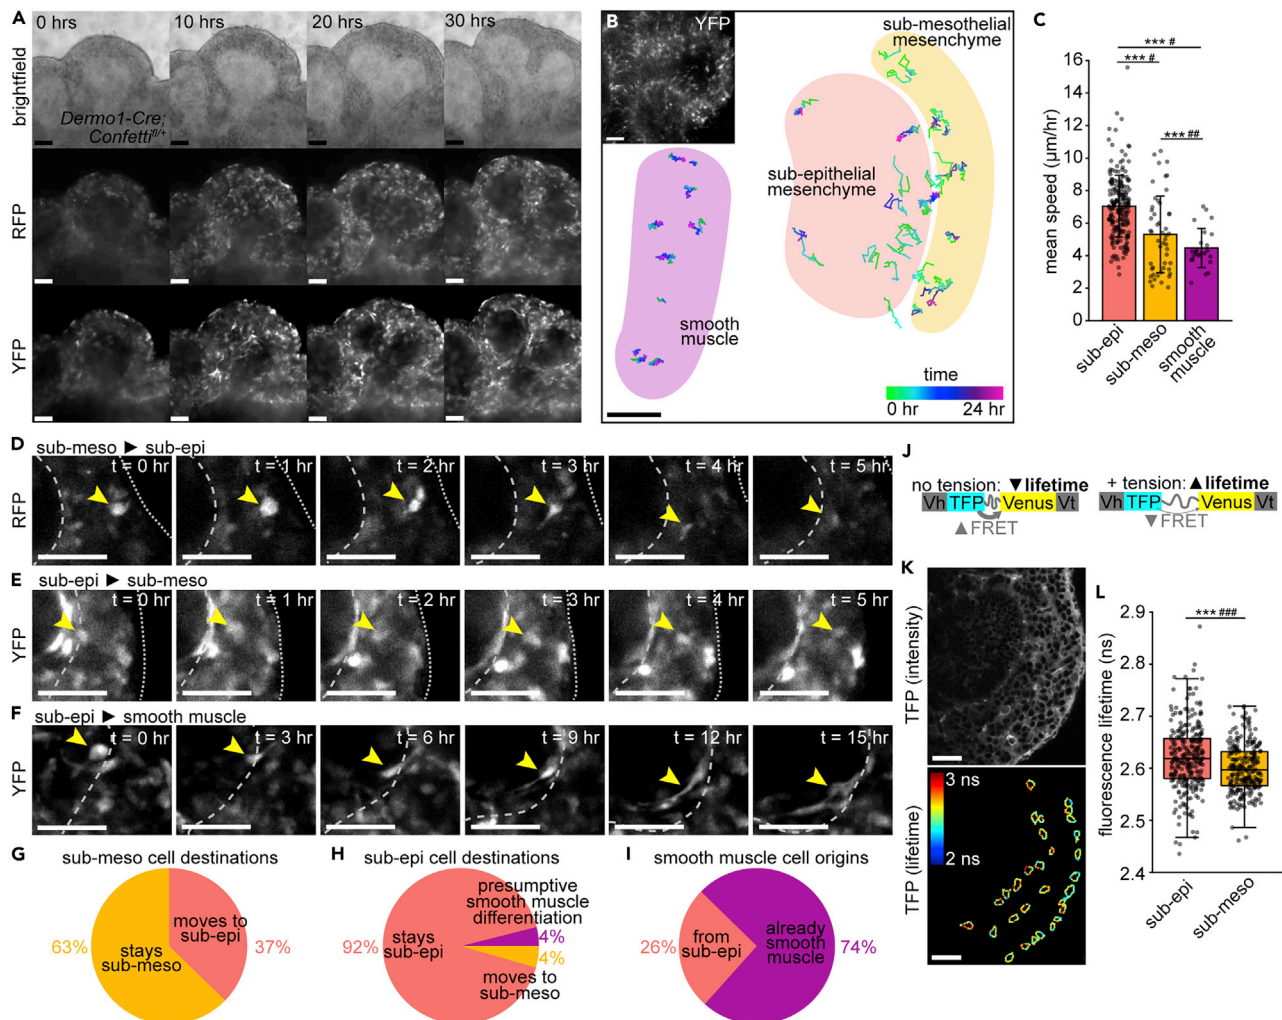 A
0 hrs
10 hrs
20 hrs
30 hrs
brightfield
Dermo1-Cre;
Confetti^fl/+
RFP
YFP
B
YFP
sub-mesothelial
mesenchyme
sub-epithelial
mesenchyme
smooth
muscle
time
0 hr
24 hr
C
*** #
*** #
*** ##
mean speed (µm/hr)
16
14
12
10
8
6
4
2
0
sub-epi
sub-meso
smooth
muscle
D
sub-meso ► sub-epi
RFP
t = 0 hr
t = 1 hr
t = 2 hr
t = 3 hr
t = 4 hr
t = 5 hr
E
sub-epi ► sub-meso
YFP
t = 0 hr
t = 1 hr
t = 2 hr
t = 3 hr
t = 4 hr
t = 5 hr
F
sub-epi ► smooth muscle
YFP
t = 0 hr
t = 3 hr
t = 6 hr
t = 9 hr
t = 12 hr
t = 15 hr
G
sub-meso cell destinations
63%
stays
sub-meso
moves to
sub-epi
37%
H
sub-epi cell destinations
92%
stays
sub-epi
presumptive
smooth muscle
differentiation
4%
4%
moves to
sub-meso
I
smooth muscle cell origins
26%
from
sub-epi
already
smooth
muscle
74%
J
no tension: ▼lifetime
Vh TFP Venus Vt
▲FRET
+ tension: ▲lifetime
Vh TFP Venus Vt
▼FRET
K
TFP (intensity)
TFP (lifetime)
3 ns
2 ns
L
*** ###
fluorescence lifetime (ns)
2.9
2.8
2.7
2.6
2.5
2.4
sub-epi
sub-meso